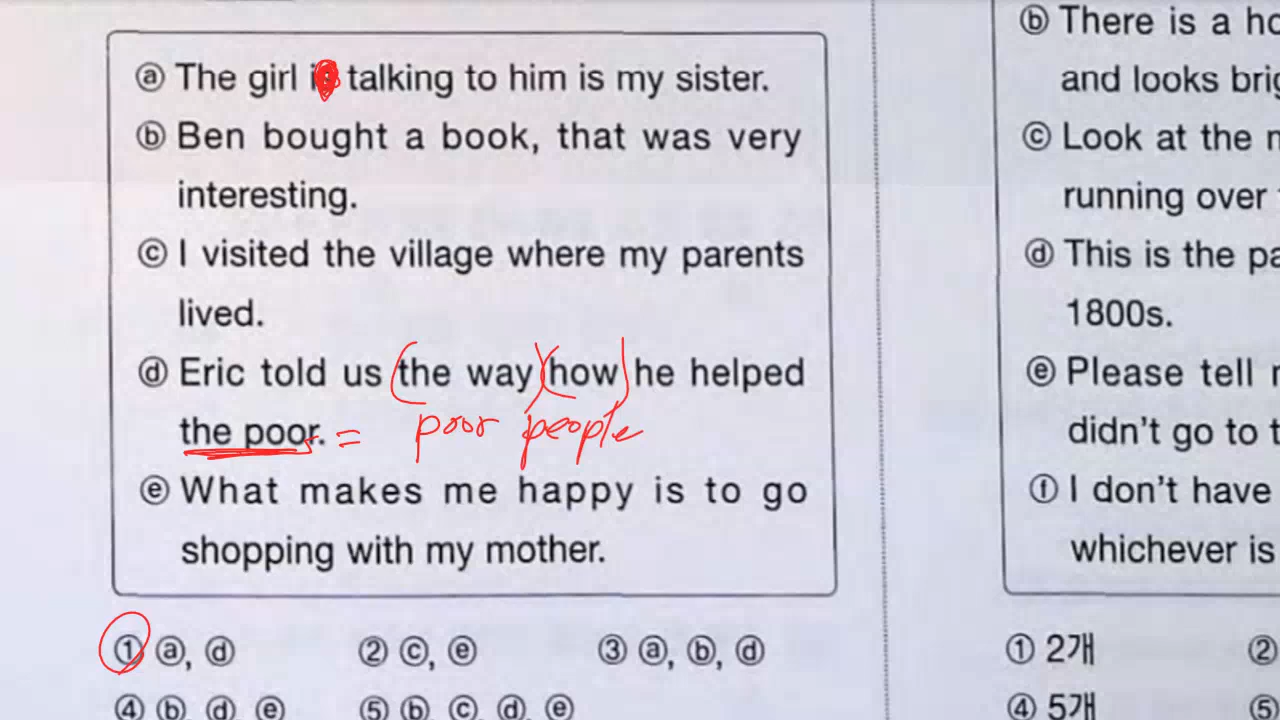 ⓐ The girl is talking to him is my sister.
ⓑ Ben bought a book, that was very
interesting.
ⓒ I visited the village where my parents
lived.
ⓓ Eric told us (the way)(how) he helped
the poor. = poor people
ⓔ What makes me happy is to go
shopping with my mother.
① ⓐ, ⓓ ② ⓒ, ⓔ ③ ⓐ, ⓑ, ⓓ
④ ⓑ, ⓓ, ⓔ ⑤ ⓑ, ⓒ, ⓓ, ⓔ
ⓑ There is a
and looks
ⓒ Look at the
running over
ⓓ This is the
1800s.
ⓔ Please tell
didn't go to
ⓕ I don't have
whichever is
① 2개 ②
④ 5개 ⑤